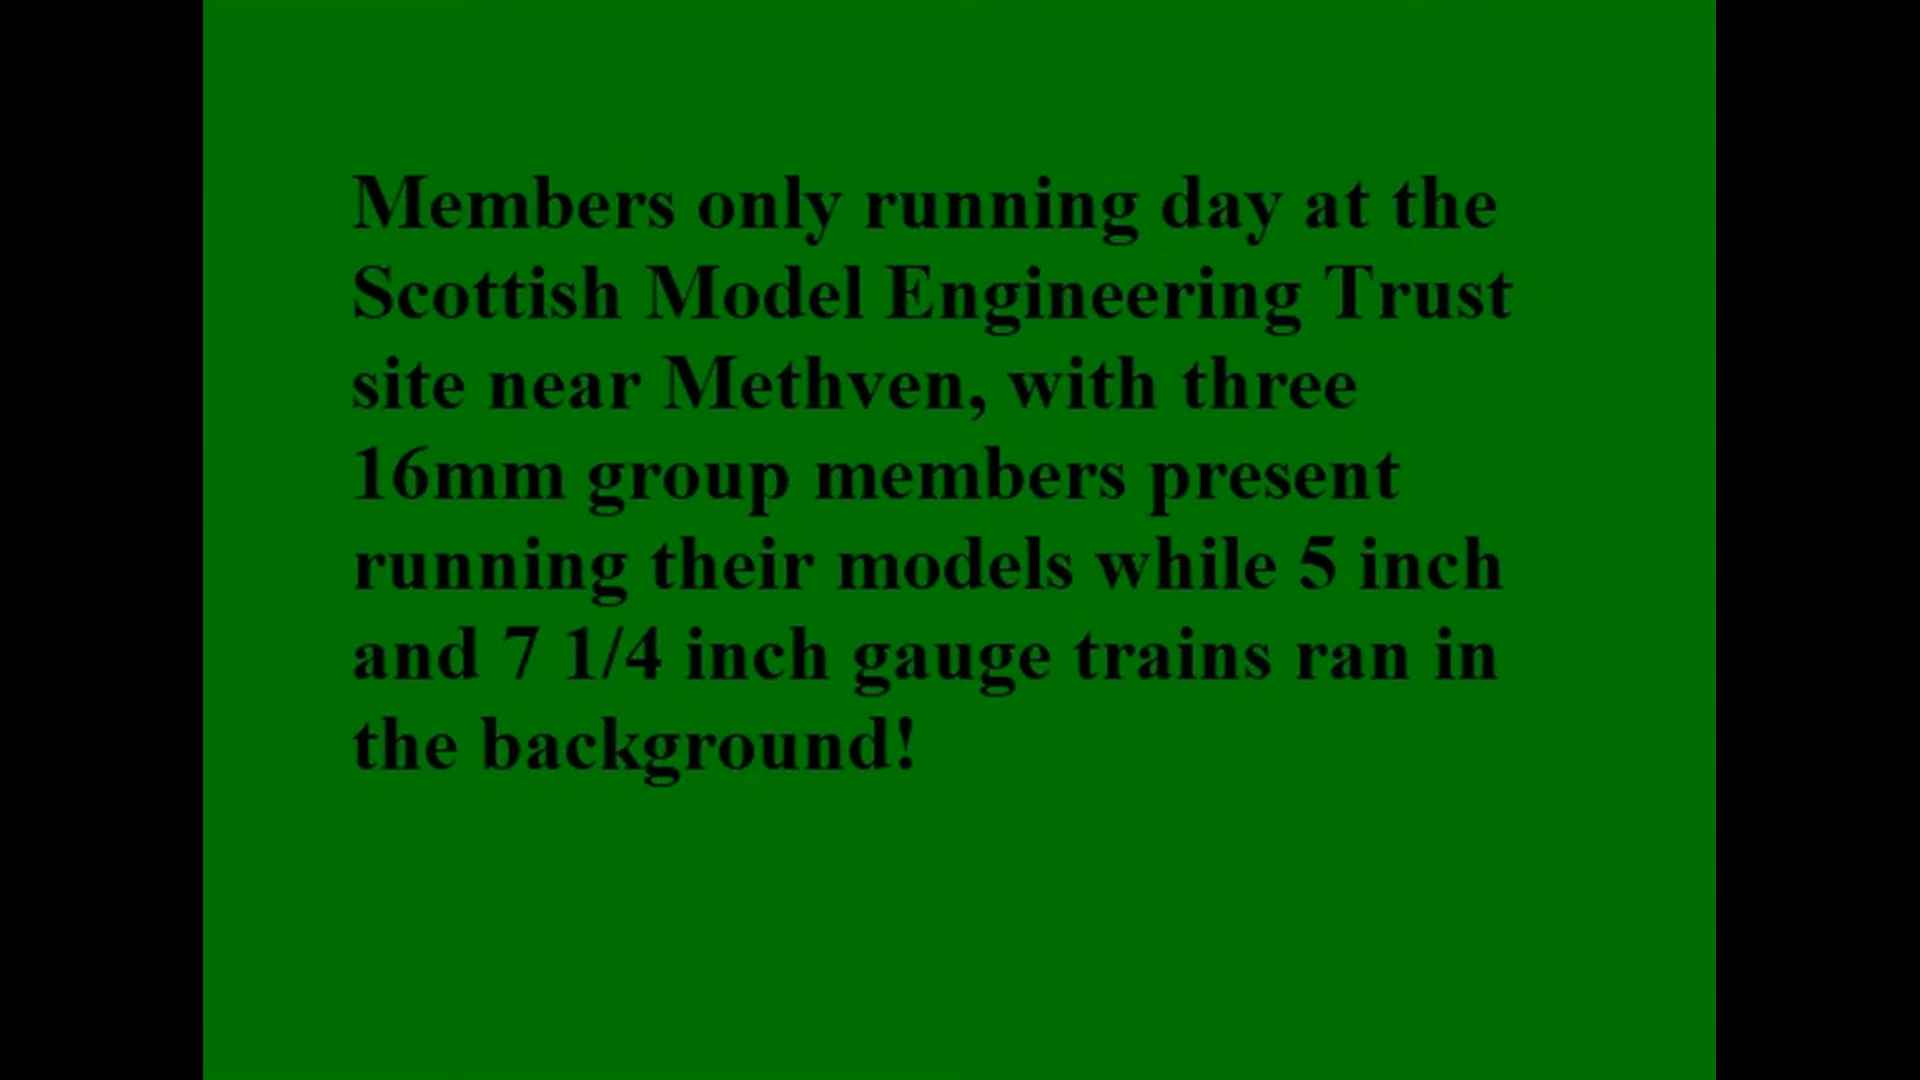 Members only running day at the
Scottish Model Engineering Trust
site near Methven, with three
16mm group members present
running their models while 5 inch
and 7 1/4 inch gauge trains ran in
the background!